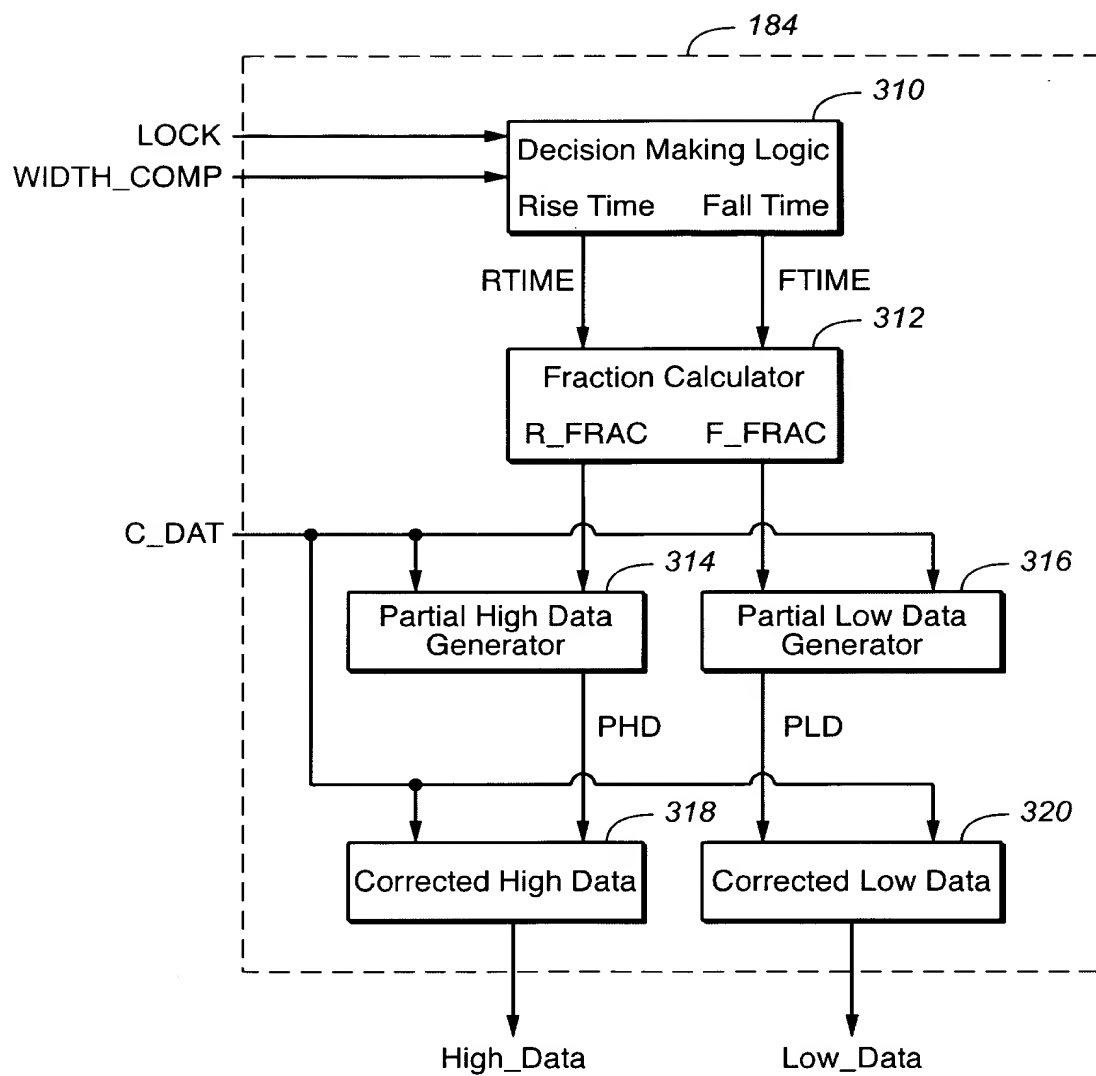 184
310
LOCK
Decision Making Logic
WIDTH_COMP
Rise Time Fall Time
RTIME FTIME
312
Fraction Calculator
R_FRAC F_FRAC
C_DAT
314
316
Partial High Data
Generator
Partial Low Data
Generator
PHD PLD
318
320
Corrected High Data
Corrected Low Data
High_Data
Low_Data